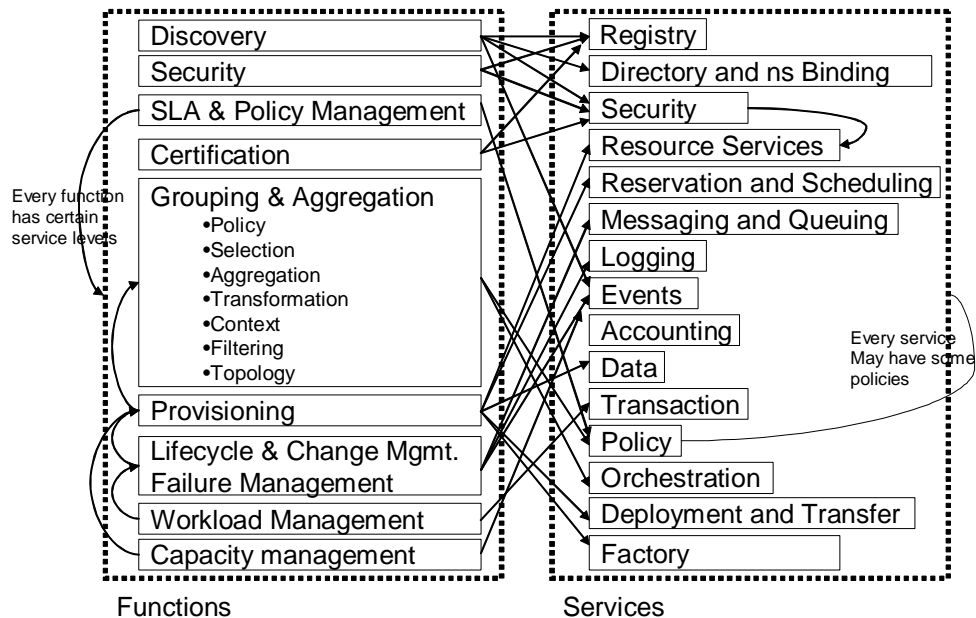 Discovery
Security
SLA & Policy Management
Certification
Every function
has certain
service levels
Grouping & Aggregation
•Policy
•Selection
•Aggregation
•Transformation
•Context
•Filtering
•Topology
Provisioning
Lifecycle & Change Mgmt.
Failure Management
Workload Management
Capacity management
Functions
Registry
Directory and ns Binding
Security
Resource Services
Reservation and Scheduling
Messaging and Queuing
Logging
Events
Accounting
Data
Transaction
Policy
Orchestration
Deployment and Transfer
Factory
Every service
May have some
policies
Services